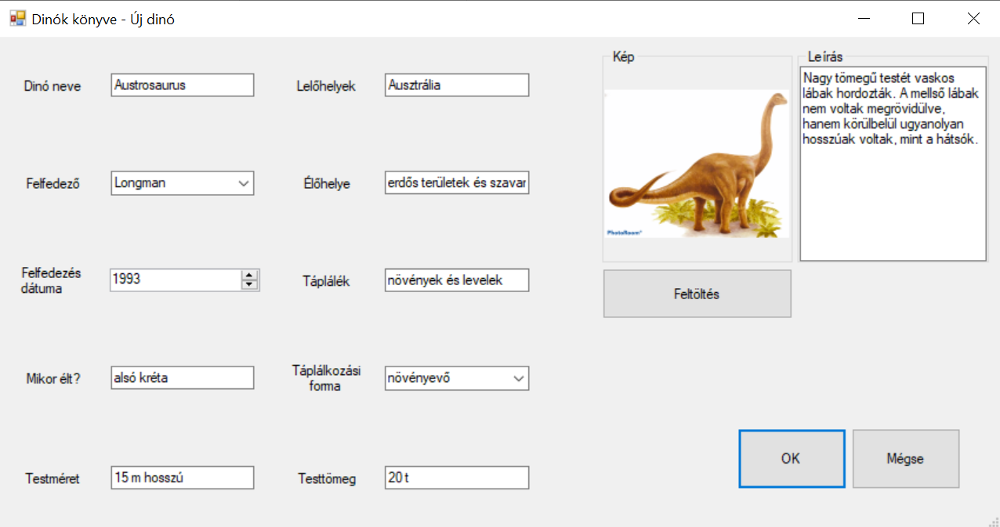 Dinók könyve - Új dinó
Dinó neve
Austrosaurus
Lelőhelyek
Ausztrália
Felfedező
Longman
Élőhelye
erdős területek és szavan
Felfedezés
dátuma
1993
Táplálék
növények és levelek
Mikor élt?
alsó kréta
Táplálkozási
forma
növényevő
Testméret
15 m hosszú
Testtömeg
20 t
Kép
PhotoRoom
Feltöltés
Leírás
Nagy tömegű testét vaskos
lábak hordozták. A mellső lábak
nem voltak megrövidülve,
hanem körülbelül ugyanolyan
hosszúak voltak, mint a hátsók.
OK
Mégse